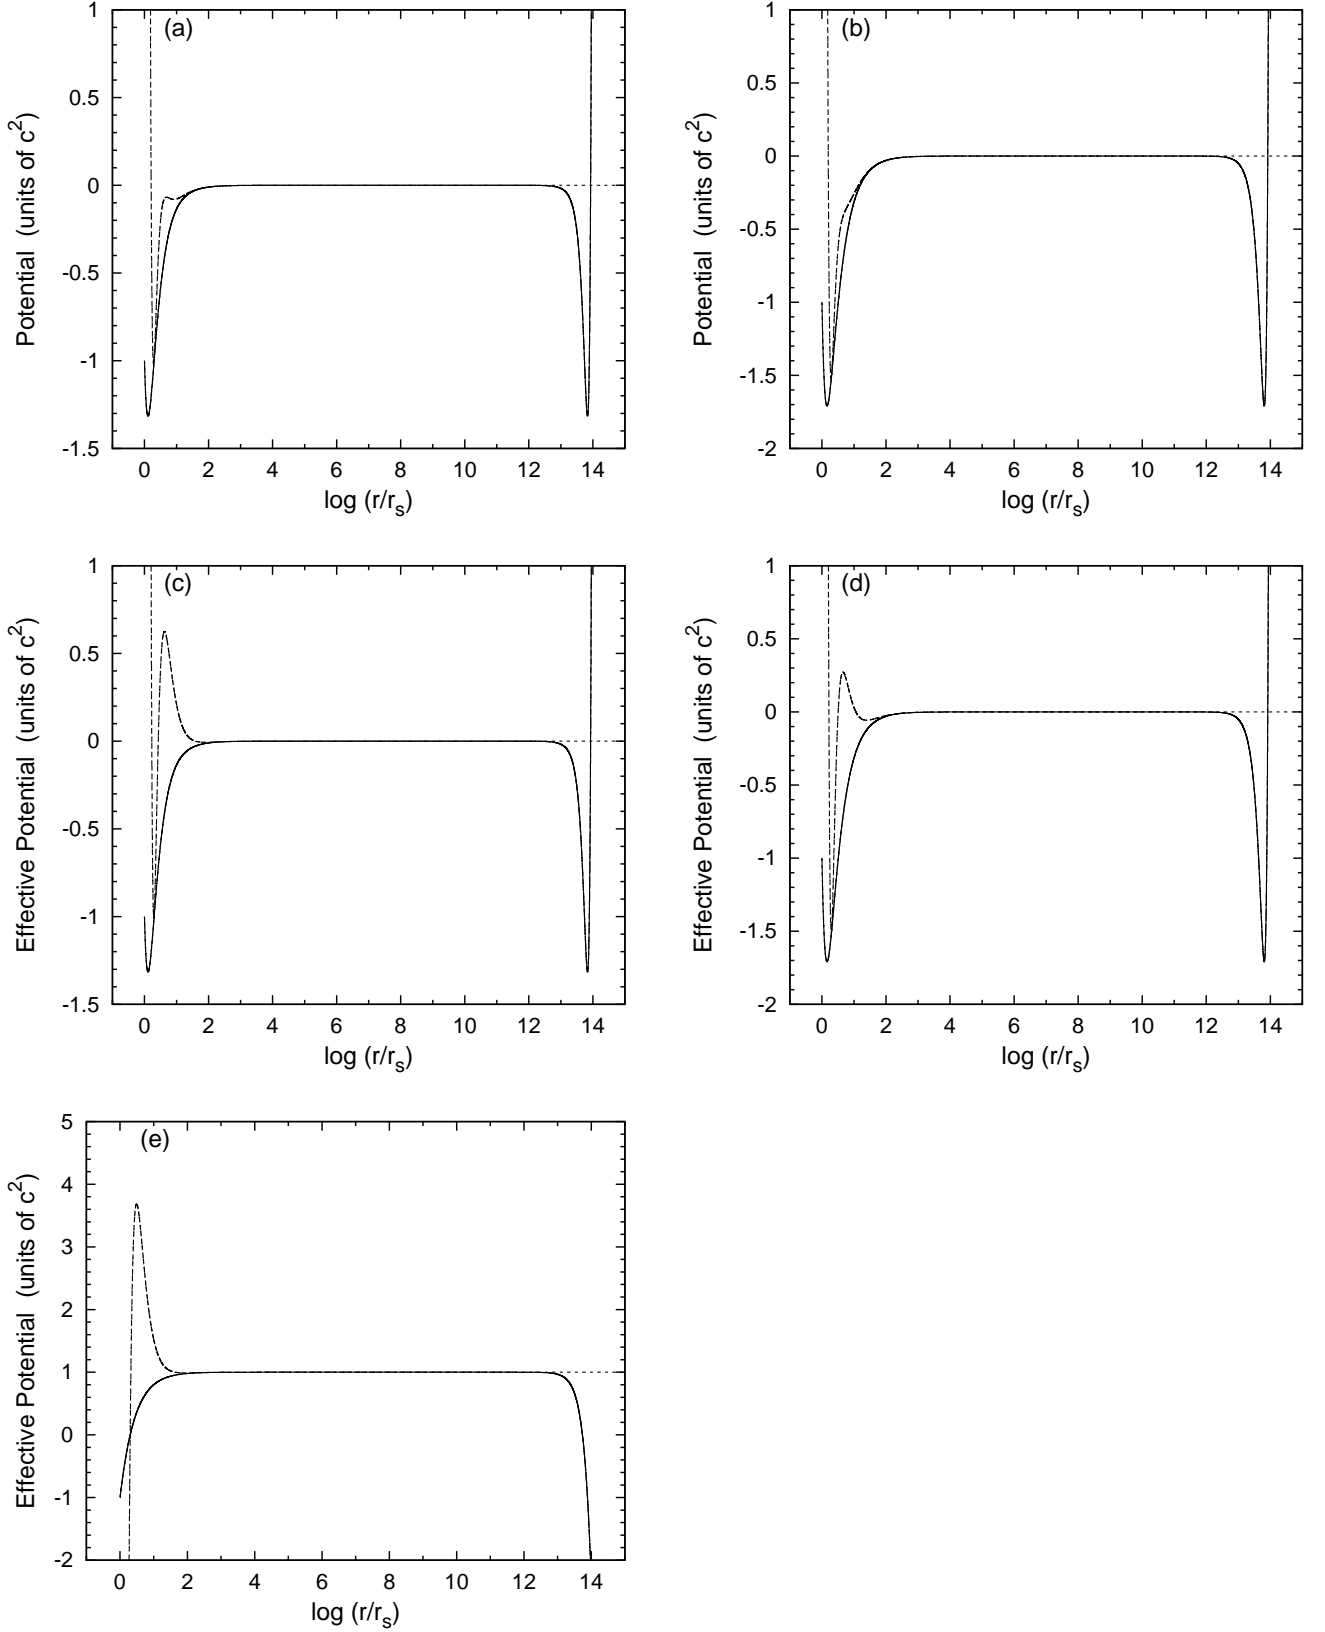 (a)
1
0.5
0
-0.5
-1
-1.5
Potential (units of c²)
0 2 4 6 8 10 12 14
log (r/rₛ)
(b)
1
0.5
0
-0.5
-1
-1.5
-2
Potential (units of c²)
0 2 4 6 8 10 12 14
log (r/rₛ)
(c)
1
0.5
0
-0.5
-1
-1.5
Effective Potential (units of c²)
0 2 4 6 8 10 12 14
log (r/rₛ)
(d)
1
0.5
0
-0.5
-1
-1.5
-2
Effective Potential (units of c²)
0 2 4 6 8 10 12 14
log (r/rₛ)
(e)
5
4
3
2
1
0
-1
-2
Effective Potential (units of c²)
0 2 4 6 8 10 12 14
log (r/rₛ)